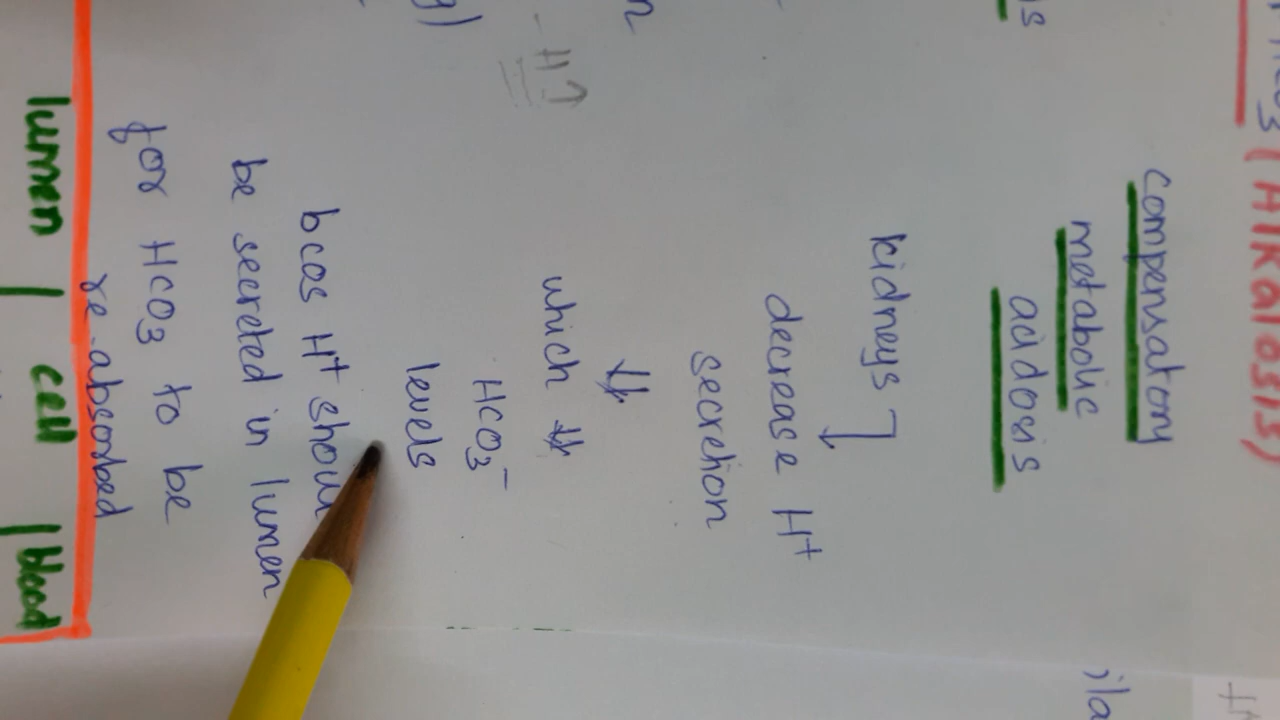 (Alkalosis)
compensatory
metabolic
acidosis
kidneys
decrease H+
secretion
↓↓
which ↓↓
HCO3-
levels
bcos H+
be secreted in lumen
for HCO3 to be
re-absorbed
lumen | cell | blood